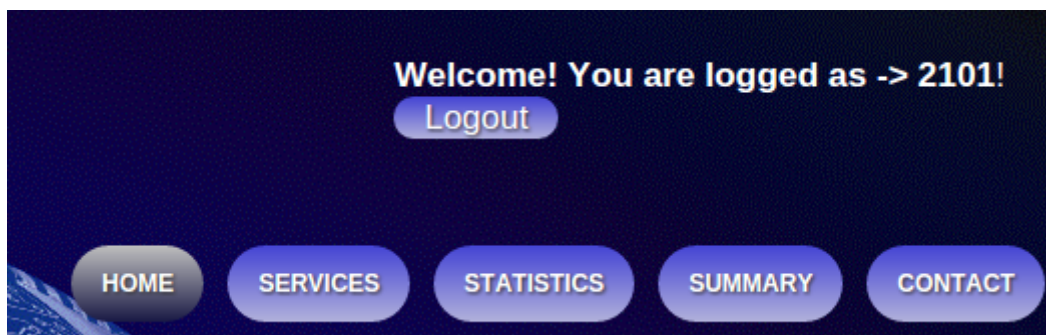 Welcome! You are logged as -> 2101!
Logout
HOME SERVICES STATISTICS SUMMARY CONTACT